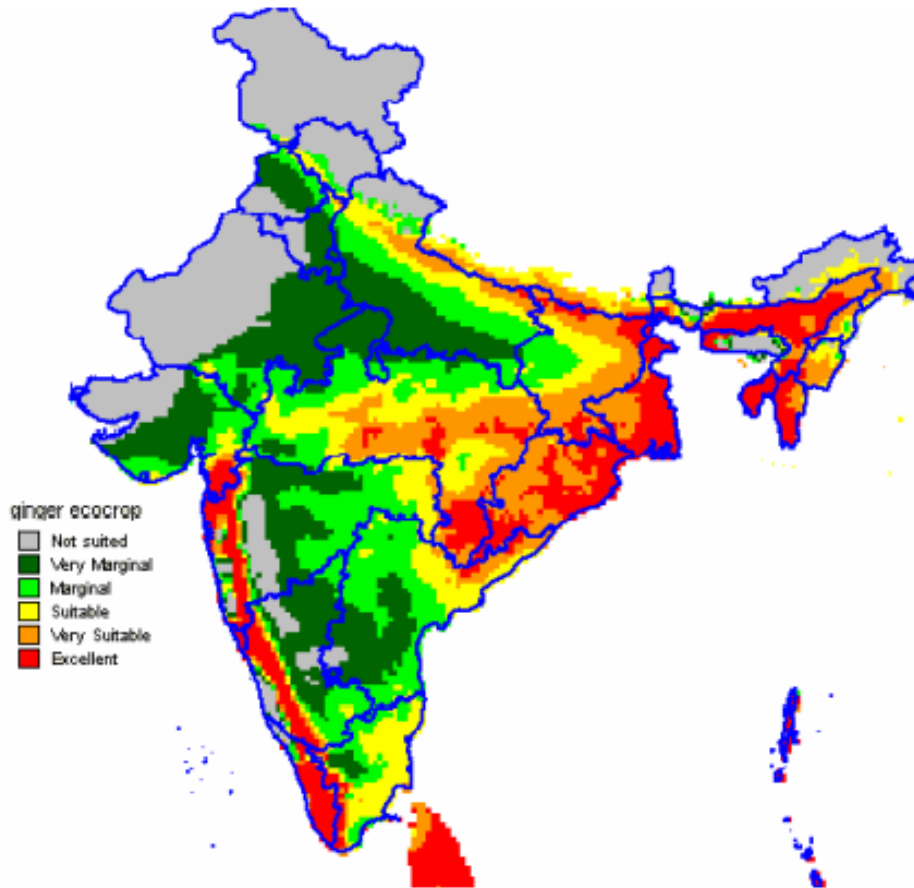 ginger ecocrop
Not suited
Very Marginal
Marginal
Suitable
Very Suitable
Excellent